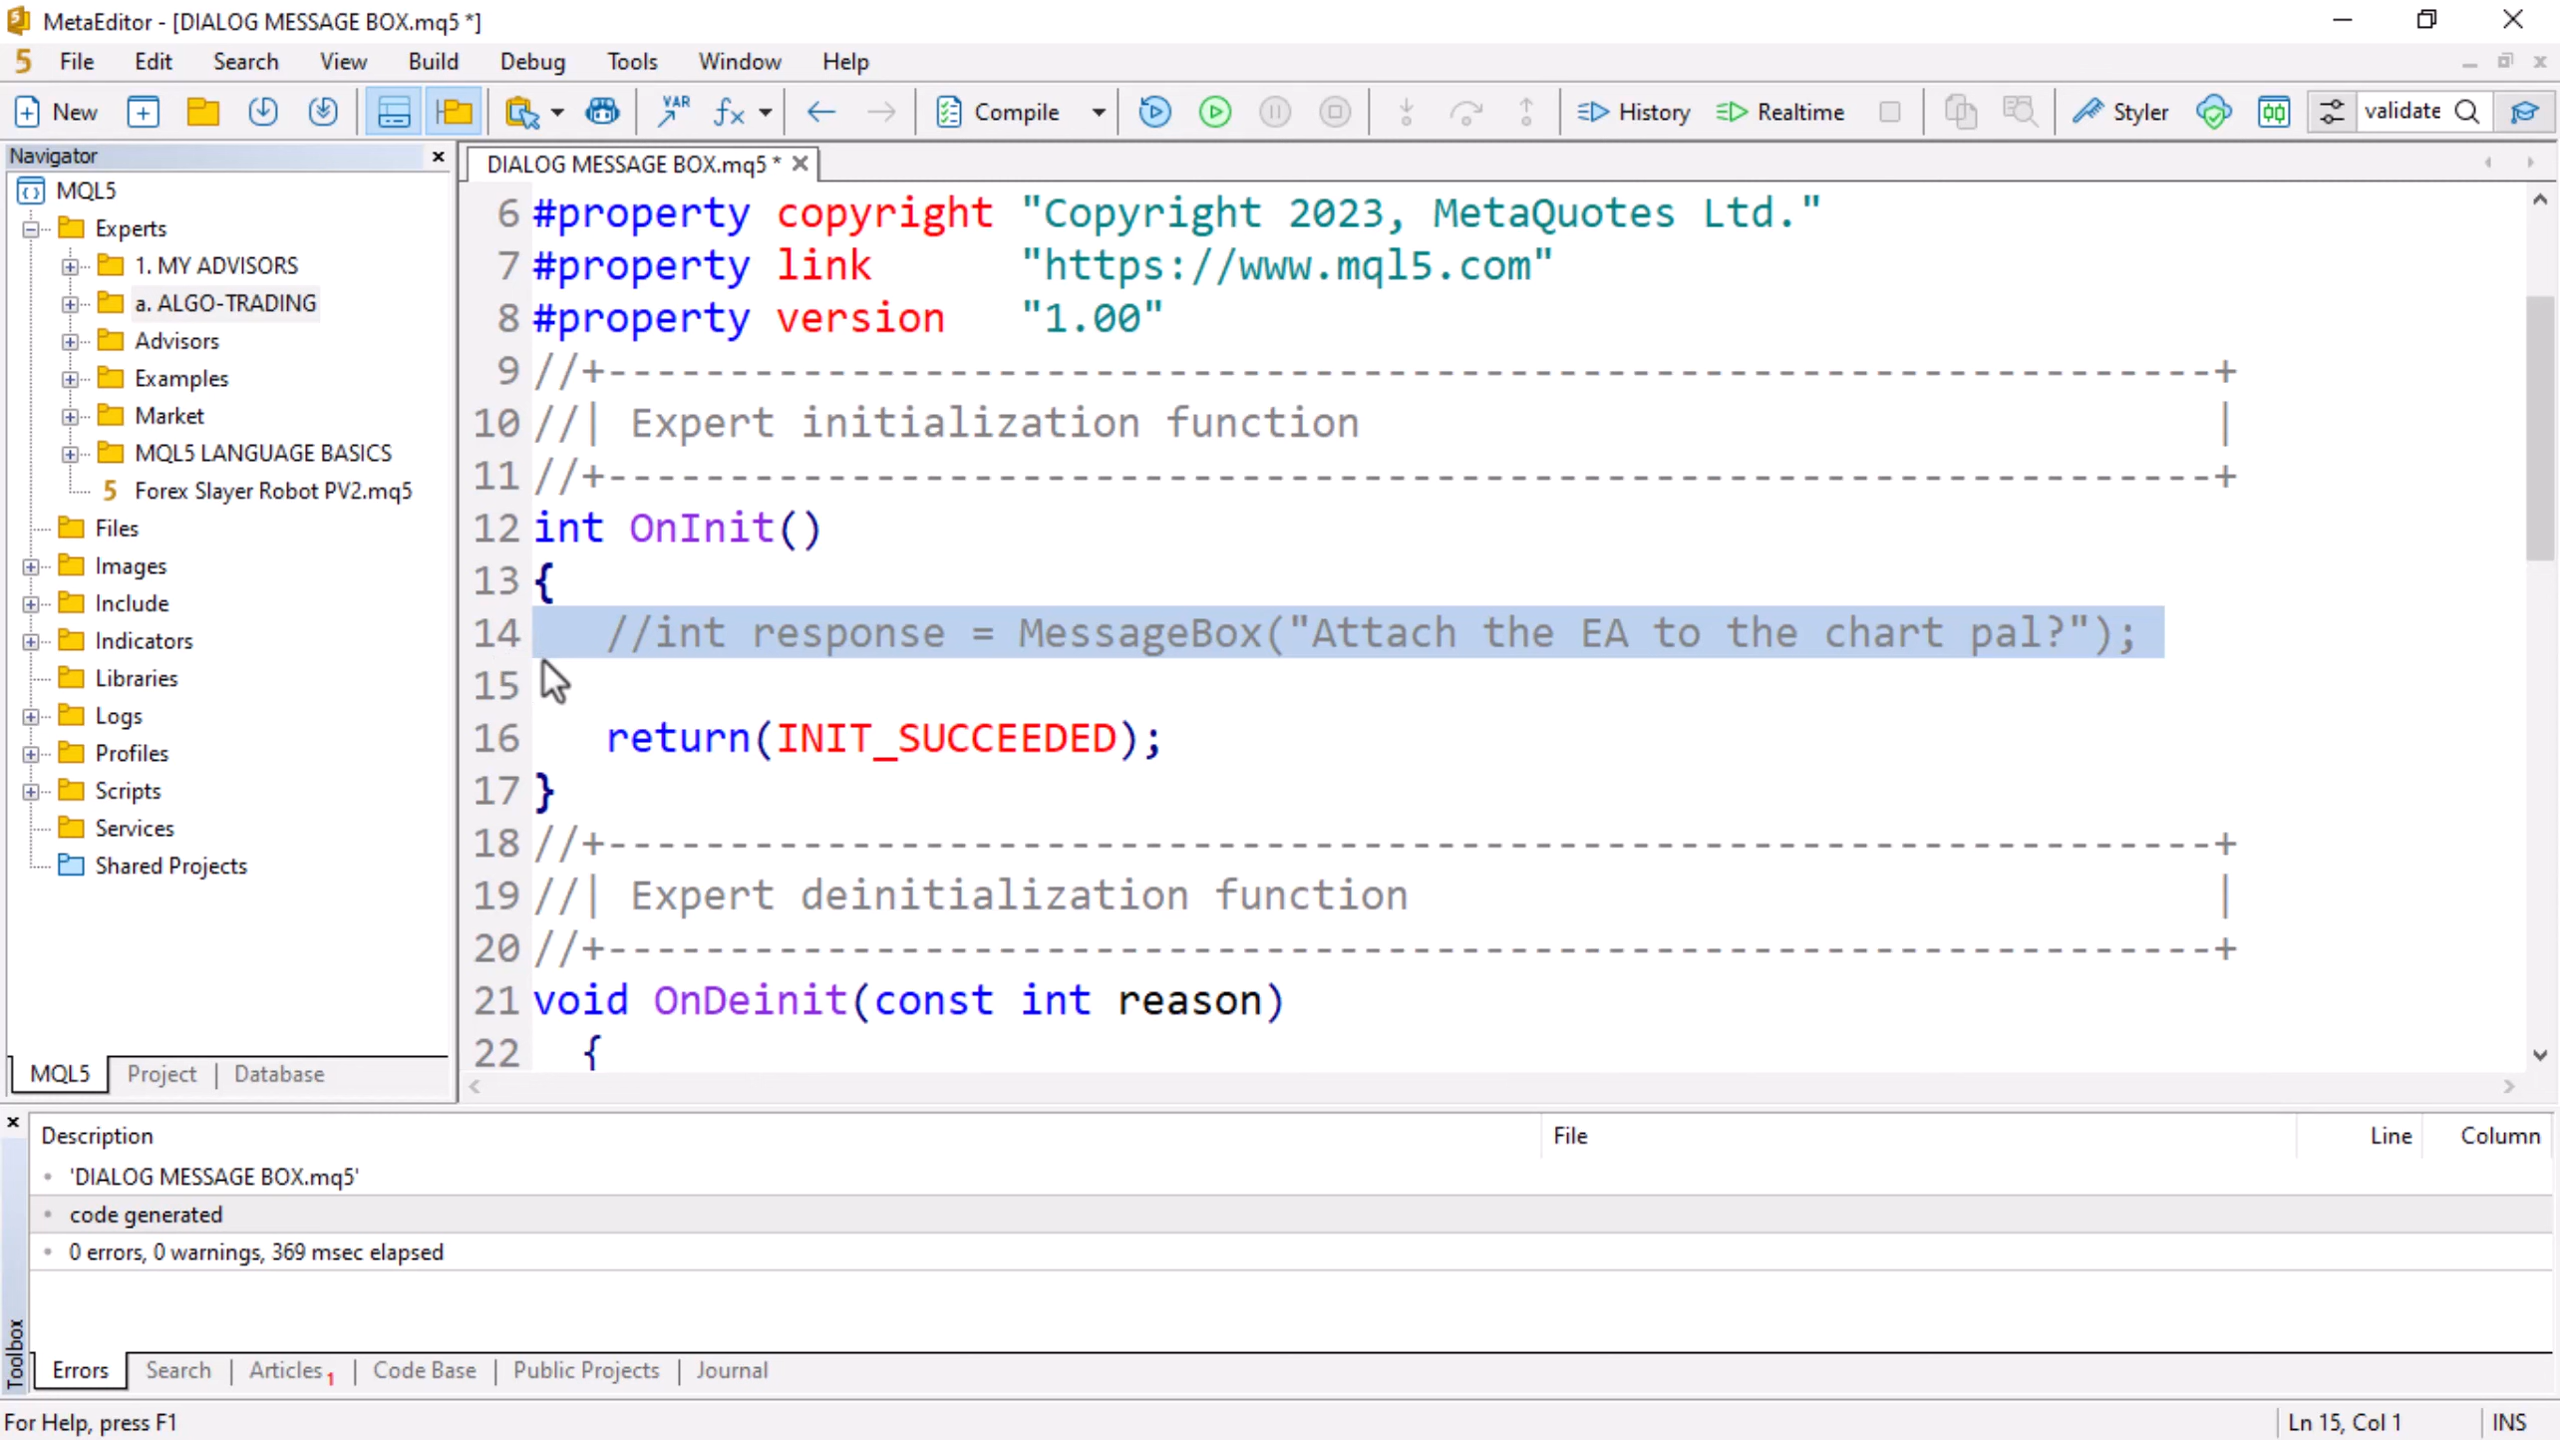 MetaEditor - [DIALOG MESSAGE BOX.mq5 *]
5 File Edit Search View Build Debug Tools Window Help
New VAR fx Compile History Realtime Styler validate
Navigator
MQL5
Experts
1. MY ADVISORS
a. ALGO-TRADING
Advisors
Examples
Market
MQL5 LANGUAGE BASICS
5 Forex Slayer Robot PV2.mq5
Files
Images
Include
Indicators
Libraries
Logs
Profiles
Scripts
Services
Shared Projects
MQL5 Project Database
DIALOG MESSAGE BOX.mq5 *
6 #property copyright "Copyright 2023, MetaQuotes Ltd."
7 #property link      "https://www.mql5.com"
8 #property version   "1.00"
9 //+------------------------------------------------------------------+
10 //| Expert initialization function                                   |
11 //+------------------------------------------------------------------+
12 int OnInit()
13 {
14    //int response = MessageBox("Attach the EA to the chart pal?");
15
16    return(INIT_SUCCEEDED);
17 }
18 //+------------------------------------------------------------------+
19 //| Expert deinitialization function                                 |
20 //+------------------------------------------------------------------+
21 void OnDeinit(const int reason)
22   {
Description File Line Column
'DIALOG MESSAGE BOX.mq5'
code generated
0 errors, 0 warnings, 369 msec elapsed
Toolbox
Errors Search Articles 1 Code Base Public Projects Journal
For Help, press F1 Ln 15, Col 1 INS